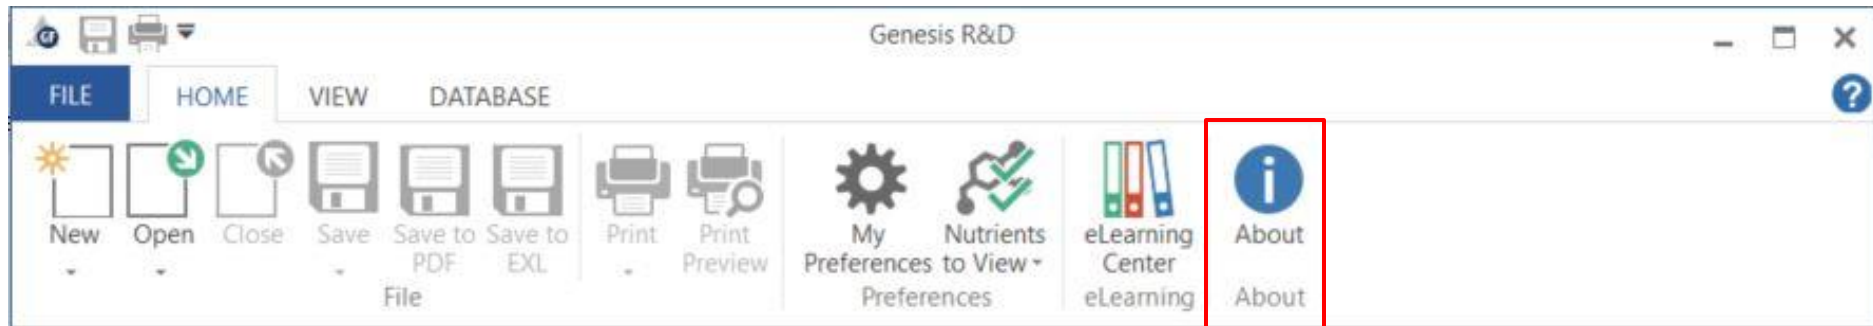 Genesis R&D
FILE HOME VIEW DATABASE
New Open Close Save Save to PDF Save to EXL Print Print Preview My Preferences Nutrients to View eLearning Center About
File Preferences eLearning About